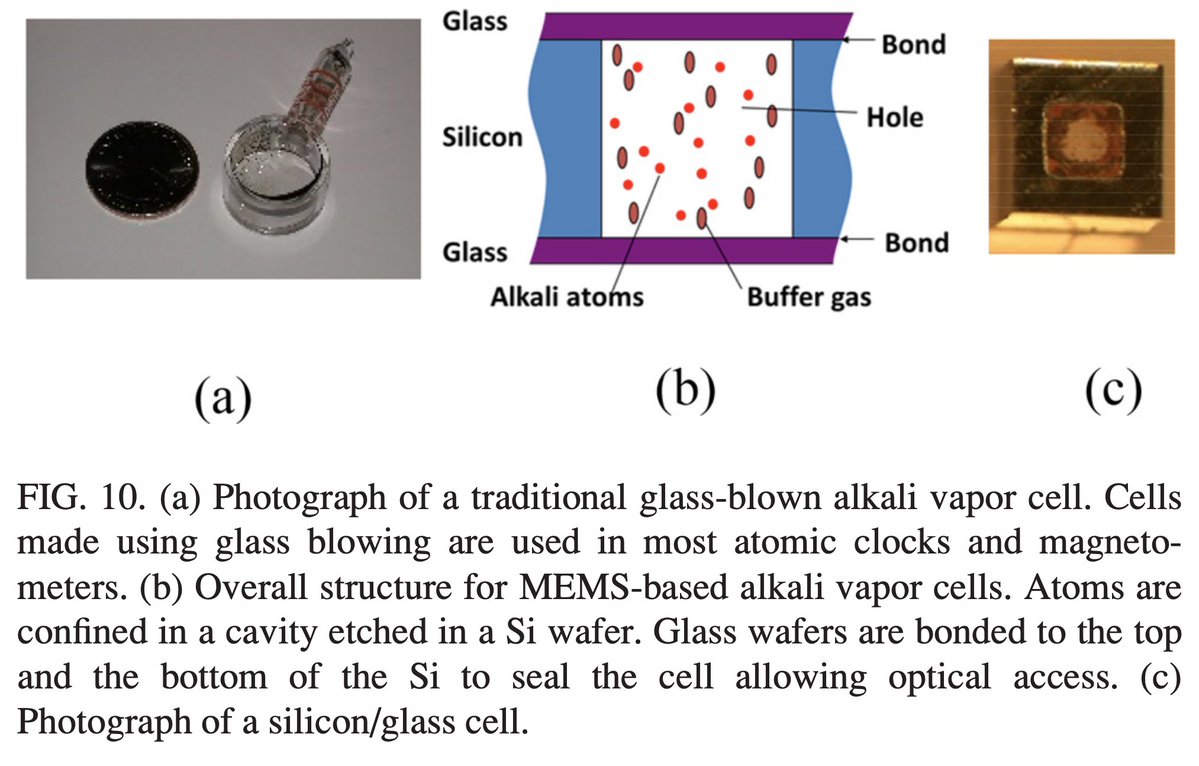 Glass
Bond
Hole
Silicon
Glass
Bond
Alkali atoms
Buffer gas
(a)
(b)
(c)
FIG. 10. (a) Photograph of a traditional glass-blown alkali vapor cell. Cells
made using glass blowing are used in most atomic clocks and magneto-
meters. (b) Overall structure for MEMS-based alkali vapor cells. Atoms are
confined in a cavity etched in a Si wafer. Glass wafers are bonded to the top
and the bottom of the Si to seal the cell allowing optical access. (c)
Photograph of a silicon/glass cell.